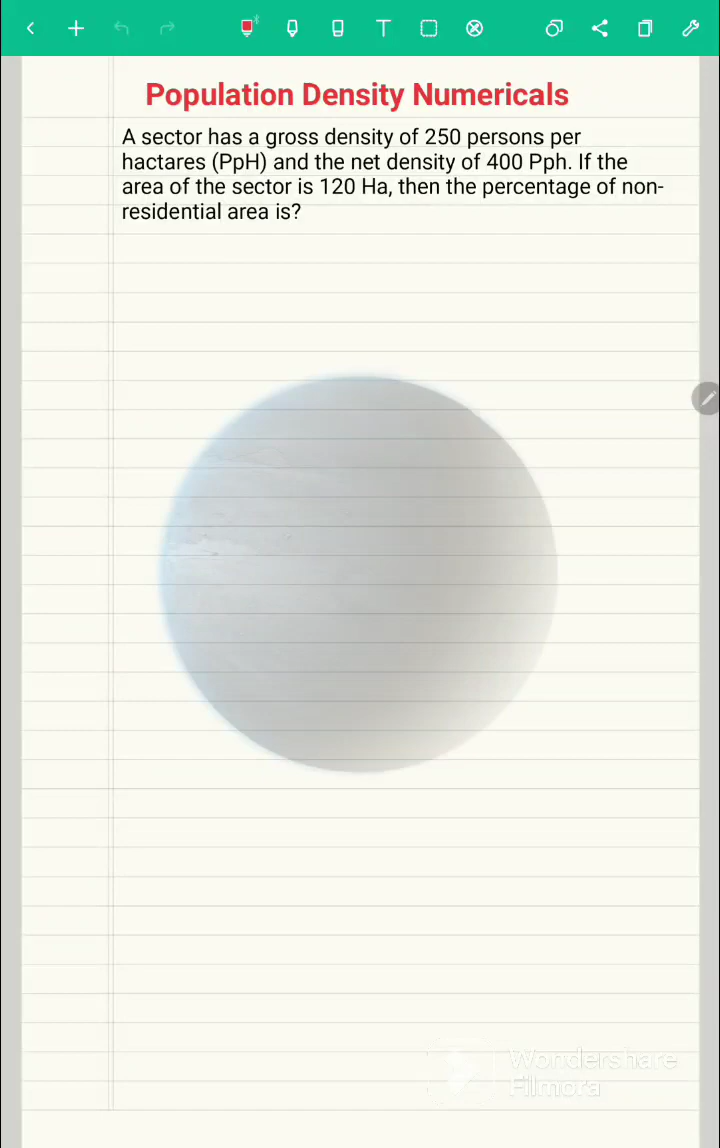 Population Density Numericals
A sector has a gross density of 250 persons per
hactares (PpH) and the net density of 400 Pph. If the
area of the sector is 120 Ha, then the percentage of non-
residential area is?
Wondershare
Filmora